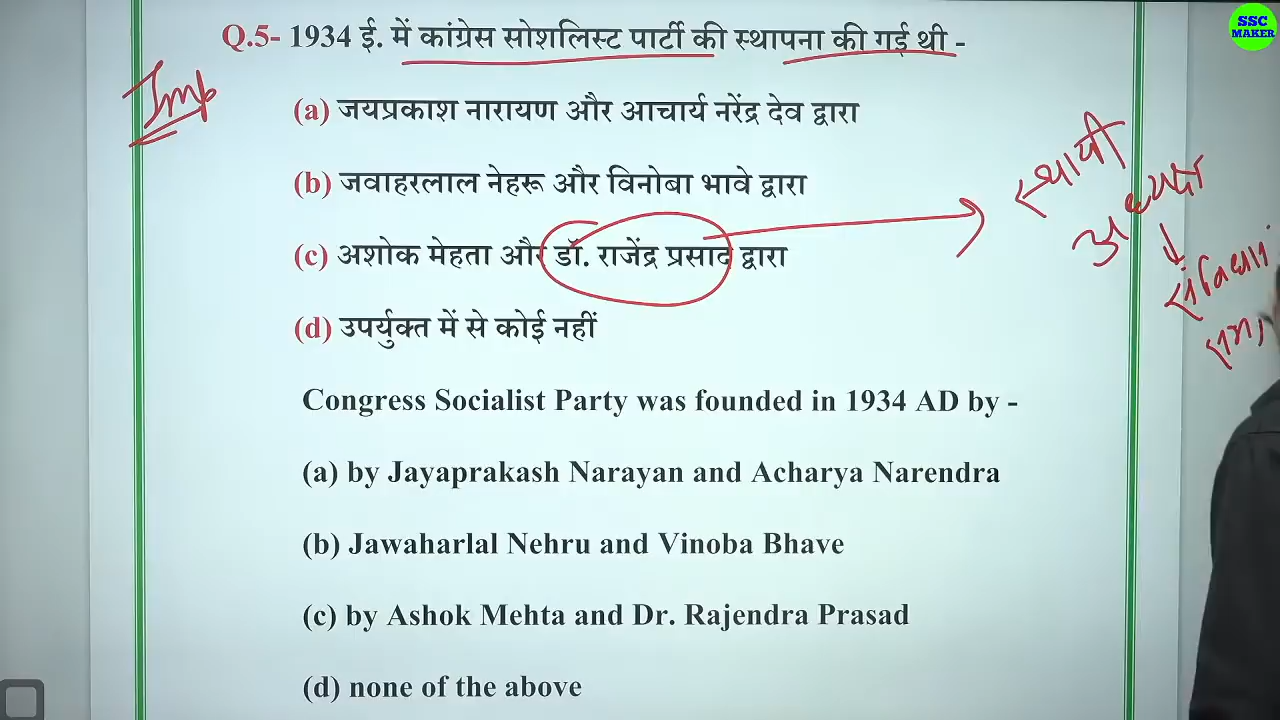 SSC
MAKER
Q.5- 1934 ई. में कांग्रेस सोशलिस्ट पार्टी की स्थापना की गई थी -
Imp
(a) जयप्रकाश नारायण और आचार्य नरेंद्र देव द्वारा
(b) जवाहरलाल नेहरू और विनोबा भावे द्वारा
(c) अशोक मेहता और डॉ. राजेंद्र प्रसाद द्वारा
स्थायी
अध्यक्ष
(d) उपर्युक्त में से कोई नहीं
Congress Socialist Party was founded in 1934 AD by -
(a) by Jayaprakash Narayan and Acharya Narendra
(b) Jawaharlal Nehru and Vinoba Bhave
(c) by Ashok Mehta and Dr. Rajendra Prasad
(d) none of the above